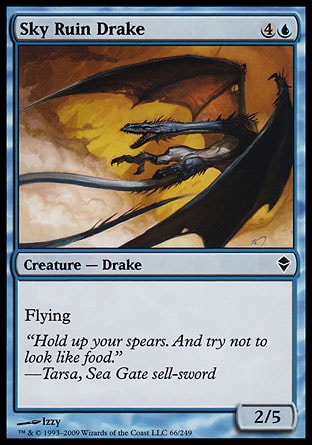 Sky Ruin Drake 4
Creature — Drake
Flying
“Hold up your spears. And try not to
look like food.”
—Tarsa, Sea Gate sell-sword
Izzy
™ & © 1993–2009 Wizards of the Coast LLC 66/249
2/5